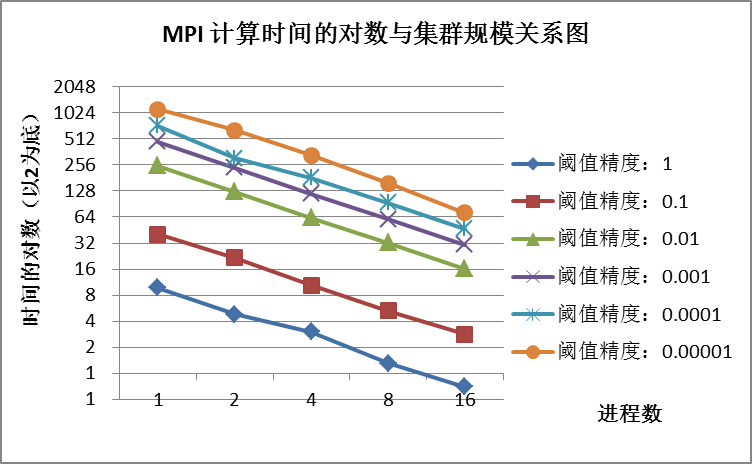 MPI 计算时间的对数与集群规模关系图
时间的对数（以2为底）
2048
1024
512
256
128
64
32
16
8
4
2
1
1
1 2 4 8 16
进程数
阈值精度：1
阈值精度：0.1
阈值精度：0.01
阈值精度：0.001
阈值精度：0.0001
阈值精度：0.00001